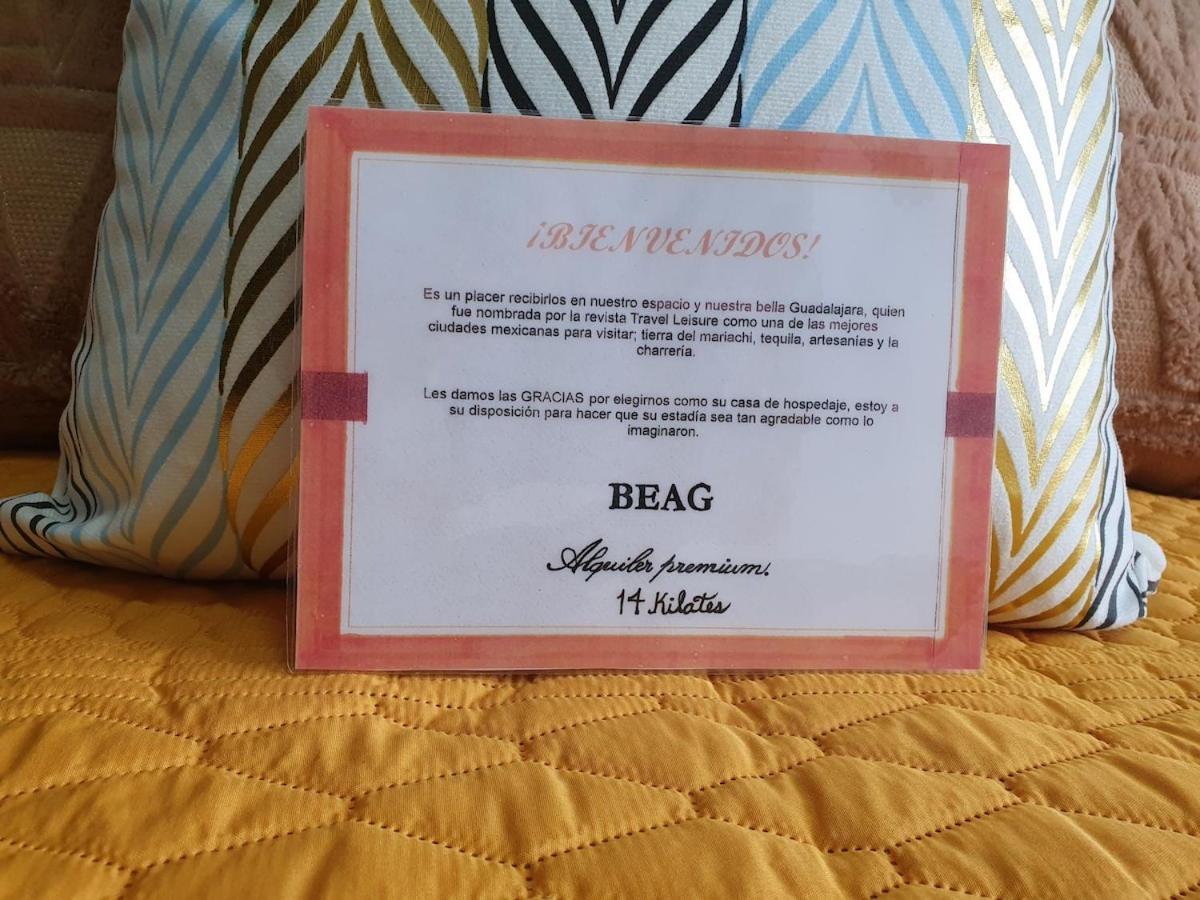 ¡BIENVENIDOS!
Es un placer recibirlos en nuestro espacio y nuestra bella Guadalajara, quien
fue nombrada por la revista Travel Leisure como una de las mejores
ciudades mexicanas para visitar; tierra del mariachi, tequila, artesanías y la
charrería.
Les damos las GRACIAS por elegirnos como su casa de hospedaje, estoy a
su disposición para hacer que su estadía sea tan agradable como lo
imaginaron.
BEAG
Alquiler premium.
14 Kilates